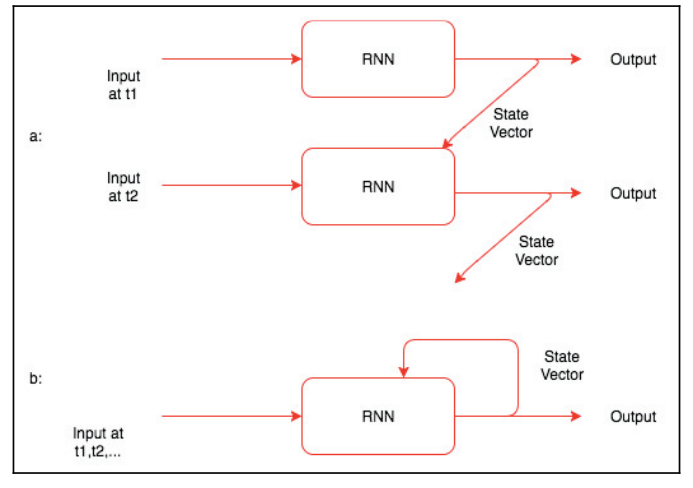 Input
at t1
RNN
Output
State
Vector
a:
Input
at t2
RNN
Output
State
Vector
b:
State
Vector
RNN
Output
Input at
t1,t2,...